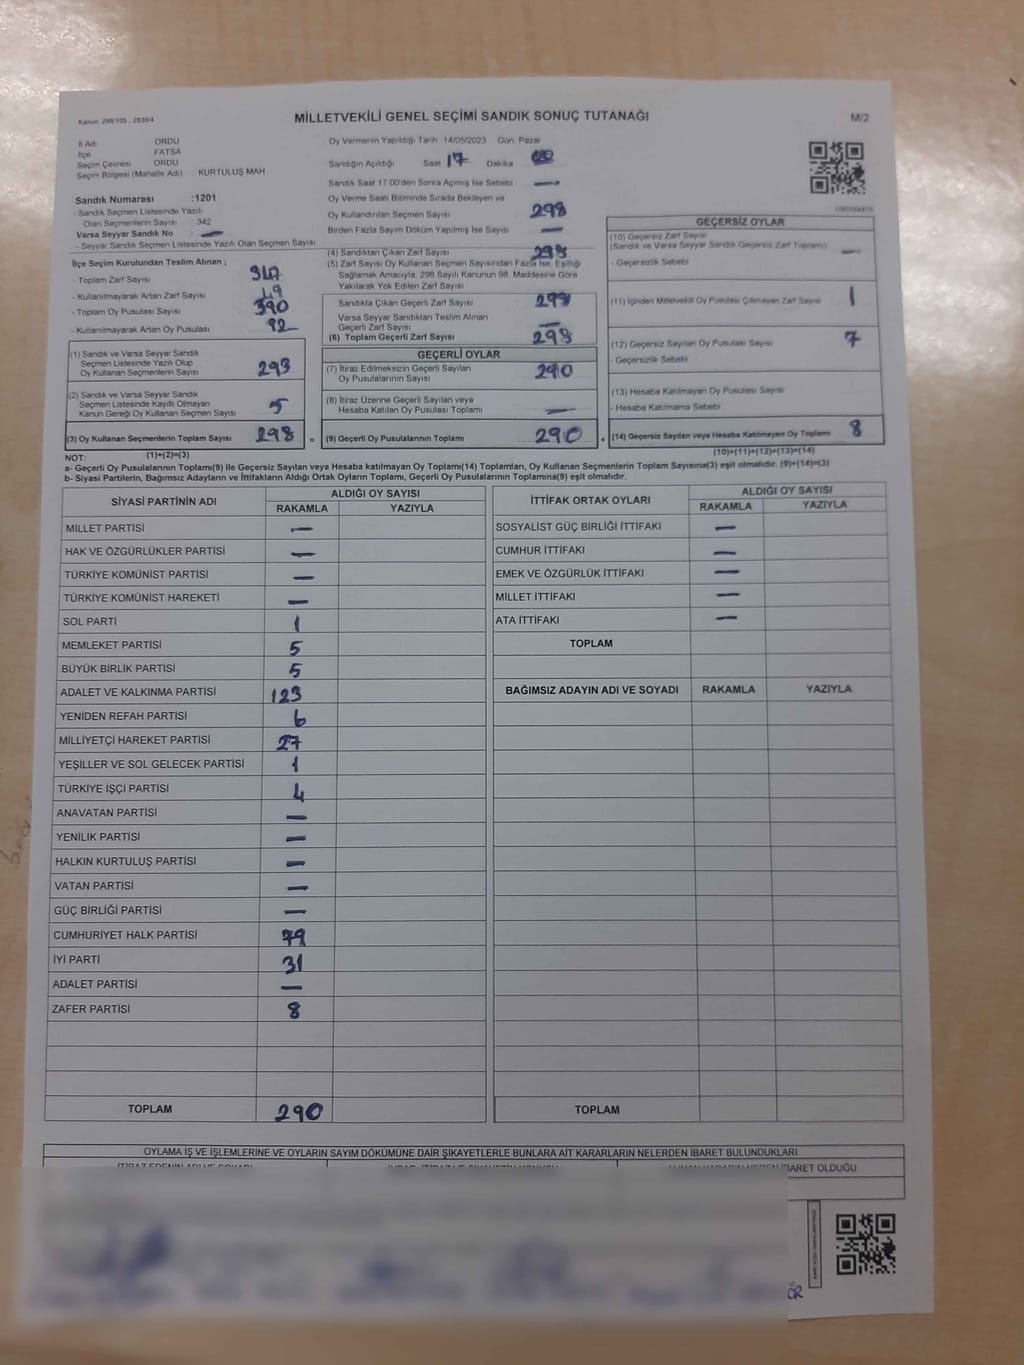 Kanun: 298/105, 2839/4
MİLLETVEKİLİ GENEL SEÇİMİ SANDIK SONUÇ TUTANAĞI
M/2
İl Adı ORDU
İlçe FATSA
Seçim Çevresi ORDU
Seçim Bölgesi (Mahalle Adı) KURTULUŞ MAH
Sandık Numarası :1201
- Sandık Seçmen Listesinde Yazılı
Olan Seçmenlerin Sayısı : 342
Varsa Seyyar Sandık No : —
- Seyyar Sandık Seçmen Listesinde Yazılı Olan Seçmen Sayısı
İlçe Seçim Kurulundan Teslim Alınan ;
- Toplam Zarf Sayısı
- Kullanılmayarak Artan Zarf Sayısı 49
- Toplam Oy Pusulası Sayısı 390
- Kullanılmayarak Artan Oy Pusulası 92
(1) Sandık ve Varsa Seyyar Sandık
Seçmen Listesinde Yazılı Olup
Oy Kullanan Seçmenlerin Sayısı 293
(2) Sandık ve Varsa Seyyar Sandık
Seçmen Listesinde Kayıtlı Olmayan
Kanun Gereği Oy Kullanan Seçmen Sayısı 5
(3) Oy Kullanan Seçmenlerin Toplam Sayısı 298 =
(1)+(2)=(3)
Oy Vermenin Yapıldığı Tarih 14/05/2023 Gün Pazar
Sandığın Açıldığı Saat 17 Dakika 00
Sandık Saat 17:00'den Sonra Açılmış İse Sebebi —
Oy Verme Saati Bitiminde Sırada Bekleyen ve
Oy Kullandırılan Seçmen Sayısı 298
Birden Fazla Sayım Döküm Yapılmış İse Sayısı —
(4) Sandıktan Çıkan Zarf Sayısı 298
(5) Zarf Sayısı Oy Kullanan Seçmen Sayısından Fazla İse, Eşitliği
Sağlamak Amacıyla, 298 Sayılı Kanunun 98. Maddesine Göre
Yakılarak Yok Edilen Zarf Sayısı
Sandıkta Çıkan Geçerli Zarf Sayısı 298
Varsa Seyyar Sandıktan Teslim Alınan
Geçerli Zarf Sayısı —
(6) Toplam Geçerli Zarf Sayısı 298
GEÇERLİ OYLAR
(7) İtiraz Edilmeksizin Geçerli Sayılan
Oy Pusulalarının Sayısı 290
(8) İtiraz Üzerine Geçerli Sayılan veya
Hesaba Katılan Oy Pusulası Toplamı —
(9) Geçerli Oy Pusulalarının Toplamı : 290 +
GEÇERSİZ OYLAR
(10) Geçersiz Zarf Sayısı
(Sandık ve Varsa Seyyar Sandık Geçersiz Zarf Toplamı) —
- Geçersizlik Sebebi
(11) İçinden Milletvekili Oy Pusulası Çıkmayan Zarf Sayısı 1
(12) Geçersiz Sayılan Oy Pusulası Sayısı 7
- Geçersizlik Sebebi
(13) Hesaba Katılmayan Oy Pusulası Sayısı
- Hesaba Katılmama Sebebi
(14) Geçersiz Sayılan veya Hesaba Katılmayan Oy Toplamı 8
(10)+(11)+(12)+(13)=(14)
NOT:
a- Geçerli Oy Pusulalarının Toplamı(9) ile Geçersiz Sayılan veya Hesaba katılmayan Oy Toplamı(14) Toplamları, Oy Kullanan Seçmenlerin Toplam Sayısına(3) eşit olmalıdır. (9)+(14)=(3)
b- Siyasi Partilerin, Bağımsız Adayların ve İttifakların Aldığı Ortak Oyların Toplamı, Geçerli Oy Pusulalarının Toplamına(9) eşit olmalıdır.
SİYASİ PARTİNİN ADI ALDIĞI OY SAYISI
RAKAMLA YAZIYLA
MİLLET PARTİSİ —
HAK VE ÖZGÜRLÜKLER PARTİSİ —
TÜRKİYE KOMÜNİST PARTİSİ —
TÜRKİYE KOMÜNİST HAREKETİ —
SOL PARTİ 1
MEMLEKET PARTİSİ 5
BÜYÜK BİRLİK PARTİSİ 5
ADALET VE KALKINMA PARTİSİ 123
YENİDEN REFAH PARTİSİ 6
MİLLİYETÇİ HAREKET PARTİSİ 27
YEŞİLLER VE SOL GELECEK PARTİSİ 1
TÜRKİYE İŞÇİ PARTİSİ 4
ANAVATAN PARTİSİ —
YENİLİK PARTİSİ —
HALKIN KURTULUŞ PARTİSİ —
VATAN PARTİSİ —
GÜÇ BİRLİĞİ PARTİSİ —
CUMHURİYET HALK PARTİSİ 79
İYİ PARTİ 31
ADALET PARTİSİ —
ZAFER PARTİSİ 8
TOPLAM 290
İTTİFAK ORTAK OYLARI ALDIĞI OY SAYISI
RAKAMLA YAZIYLA
SOSYALİST GÜÇ BİRLİĞİ İTTİFAKI —
CUMHUR İTTİFAKI —
EMEK VE ÖZGÜRLÜK İTTİFAKI —
MİLLET İTTİFAKI —
ATA İTTİFAKI —
TOPLAM
BAĞIMSIZ ADAYIN ADI VE SOYADI RAKAMLA YAZIYLA
TOPLAM
OYLAMA İŞ VE İŞLEMLERİNE VE OYLARIN SAYIM DÖKÜMÜNE DAİR ŞİKAYETLERLE BUNLARA AİT KARARLARIN NELERDEN İBARET BULUNDUKLARI
İBARET OLDUĞU